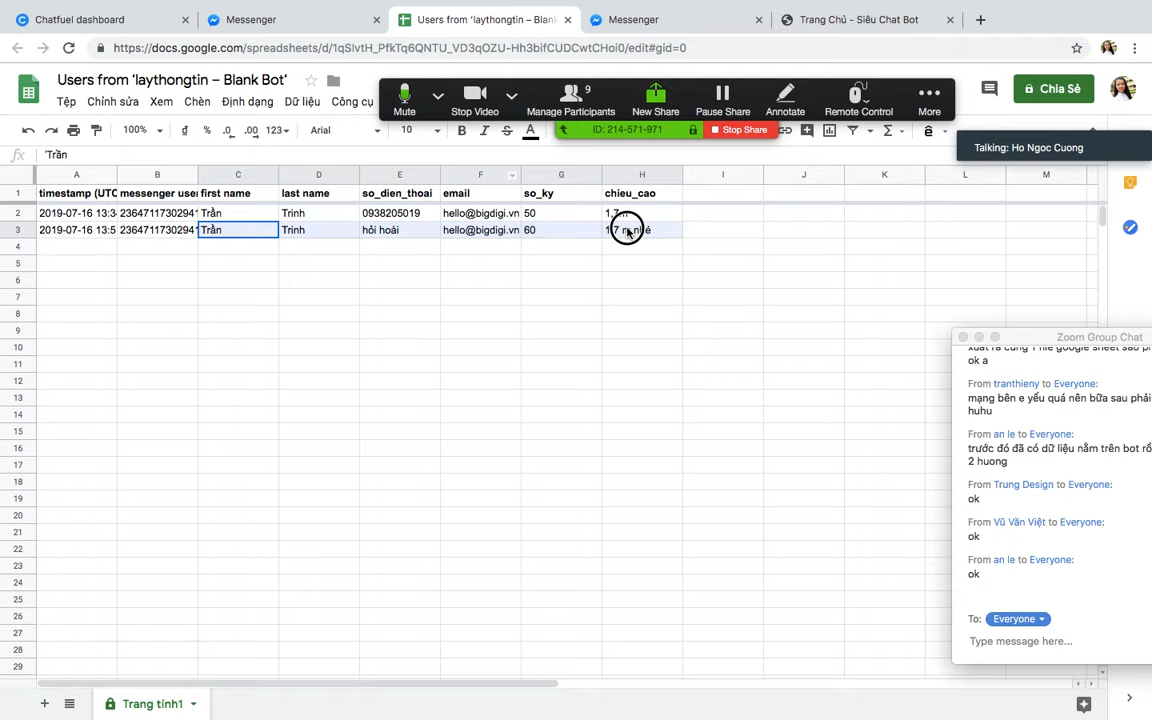 Chatfuel dashboard
Messenger
Users from 'laythongtin – Blank
Messenger
Trang Chủ - Siêu Chat Bot
https://docs.google.com/spreadsheets/d/1qSlvtH_PfkTq6QNTU_VD3qOZU-Hh3bifCUDCwtCHoi0/edit#gid=0
Users from 'laythongtin – Blank Bot'
Tệp Chỉnh sửa Xem Chèn Định dạng Dữ liệu Công cụ
Chia Sẻ
9
Mute Stop Video Manage Participants New Share Pause Share Annotate Remote Control More
ID: 214-571-971 Stop Share
Talking: Ho Ngoc Cuong
100% $ % .0 .00 123 Arial 10 B I S A
fx 'Trần
A B C D E F G H I J K L M
1 timestamp (UTC messenger user first name last name so_dien_thoai email so_ky chieu_cao
2 2019-07-16 13:3 2364711730294 Trần Trinh 0938205019 hello@bigdigi.vn 50
3 2019-07-16 13:5 2364711730294 Trần Trinh hỏi hoài hello@bigdigi.vn 60
4
5
6
7
8
9
10
11
12
13
14
15
16
17
18
19
20
21
22
23
24
25
26
27
28
29
Zoom Group Chat
ok a
From tranthieny to Everyone:
mạng bên e yếu quá nên bữa sau phải
huhu
From an le to Everyone:
trước đó đã có dữ liệu nằm trên bot rồ
2 huong
From Trung Design to Everyone:
ok
From Vũ Văn Việt to Everyone:
ok
From an le to Everyone:
ok
To: Everyone
Type message here...
Trang tính1